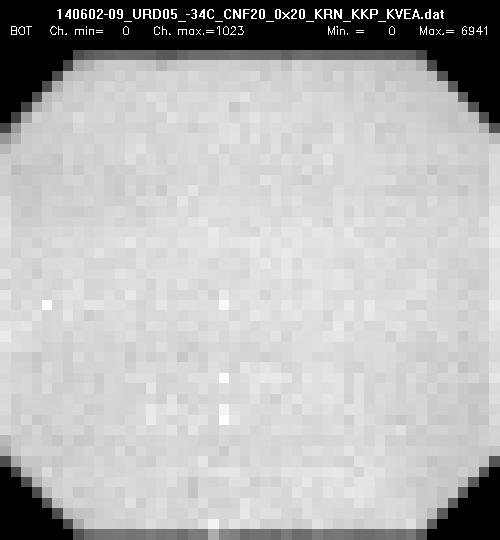 140602-09_URD05_-34C_CNF20_0x20_KRN_KKP_KVEA.dat
BOT Ch. min= 0 Ch. max.=1023 Min. = 0 Max.= 6941